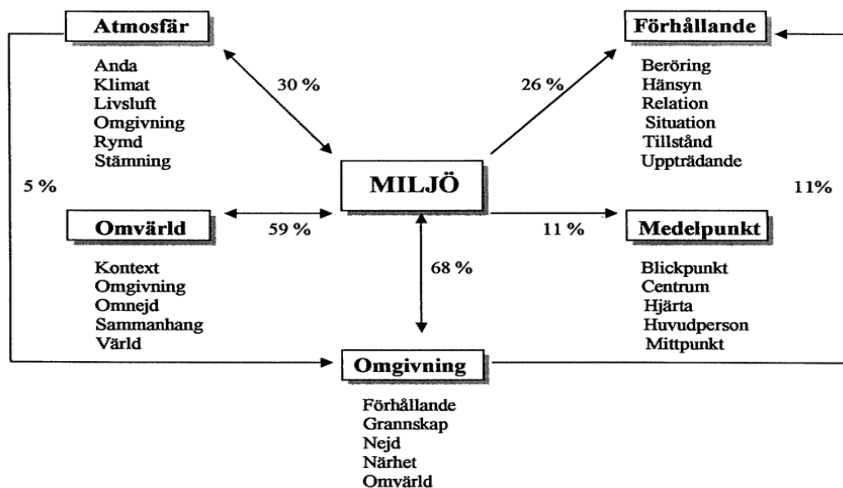 Atmosfär
Anda
Klimat
Livsluft
Omgivning
Rymd
Stämning
Förhållande
Beröring
Hänsyn
Relation
Situation
Tillstånd
Uppträdande
30 %
26 %
MILJÖ
5 %
11%
Omvärld
59 %
Kontext
Omgivning
Omnejd
Sammanhang
Värld
68 %
11 %
Medelpunkt
Blickpunkt
Centrum
Hjärta
Huvudperson
Mittpunkt
Omgivning
Förhållande
Grannskap
Nejd
Närhet
Omvärld